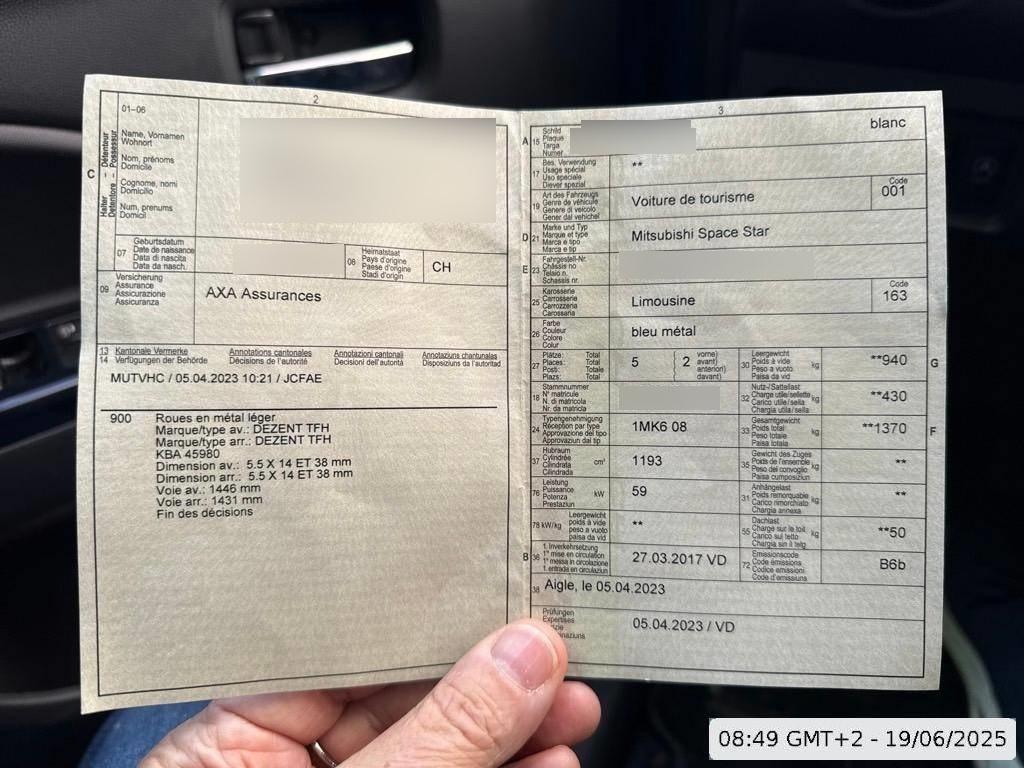 2
01-06
C
Halter – Détenteur
Detentore – Possessur
Name, Vornamen
Wohnort
Nom, prénoms
Domicile
Cognome, nomi
Domicilio
Num, prenums
Domicil
07
Geburtsdatum
Date de naissance
Data di nascita
Data da nasch.
08
Heimatstaat
Pays d'origine
Paese d'origine
Stadi d'origin
CH
09
Versicherung
Assurance
Assicurazione
Assicuranza
AXA Assurances
13 Kantonale Vermerke Annotations cantonales Annotazioni cantonali Annotaziuns chantunalas
14 Verfügungen der Behörde Décisions de l'autorité Decisioni dell'autorità Disposiziuns da l'autoritad
MUTVHC / 05.04.2023 10:21 / JCFAE
900 Roues en métal léger
Marque/type av.: DEZENT TFH
Marque/type arr.: DEZENT TFH
KBA 45980
Dimension av.: 5.5 X 14 ET 38 mm
Dimension arr.: 5.5 X 14 ET 38 mm
Voie av.: 1446 mm
Voie arr.: 1431 mm
Fin des décisions
3
A 15
Schild
Plaque
Targa
Numer
blanc
17
Bes. Verwendung
Usage spécial
Uso speciale
Diever spezial
**
19
Art des Fahrzeugs
Genre de véhicule
Genere di veicolo
Gener dal vehichel
Voiture de tourisme
Code
001
D 21
Marke und Typ
Marque et type
Marca e tipo
Marca e tip
Mitsubishi Space Star
E 23
Fahrgestell-Nr.
Châssis no
Telaio n.
Schassis nr.
25
Karosserie
Carrosserie
Carrozzeria
Carossaria
Limousine
Code
163
26
Farbe
Couleur
Colore
Colur
bleu métal
27
Plätze: Total
Places: Total
Posti: Totale
Plazs: Total
5
2
vorne)
avant)
anteriori)
davant)
30
Leergewicht
Poids à vide
Peso a vuoto
Paisa da vid
kg
**940
G
18
Stammnummer
N° matricule
N. di matricola
Nr. da matricla
32
Nutz-/Sattellast
Charge utile/sellette
Carico utile/sella
Chargia utila/sella
kg
**430
24
Typengenehmigung
Réception par type
Approvazione del tipo
Approvaziun dal tip
1MK6 08
33
Gesamtgewicht
Poids total
Peso totale
Paisa totala
kg
**1370
F
37
Hubraum
Cylindrée
Cilindrata
Cilindrada
cm³
1193
35
Gewicht des Zuges
Poids de l'ensemble
Peso del convoglio
Paisa cumposiziun
kg
**
76
Leistung
Puissance
Potenza
Prestaziun
kW
59
31
Anhängelast
Poids remorquable
Carico rimorchiato
Chargia annexa
kg
**
78 kW/kg
Leergewicht
poids à vide
peso a vuoto
paisa da vid
**
55
Dachlast
Charge sur le toit
Carico sul tetto
Chargia sin il tetg
kg
**50
B 36
1. Inverkehrsetzung
1re mise en circulation
1a messa in circolazione
1. entrada en circulaziun
27.03.2017 VD
72
Emissionscode
Code émissions
Codice emissioni
Code d'emissiuns
B6b
38 Aigle, le 05.04.2023
Prüfungen
Expertises
05.04.2023 / VD
08:49 GMT+2 - 19/06/2025